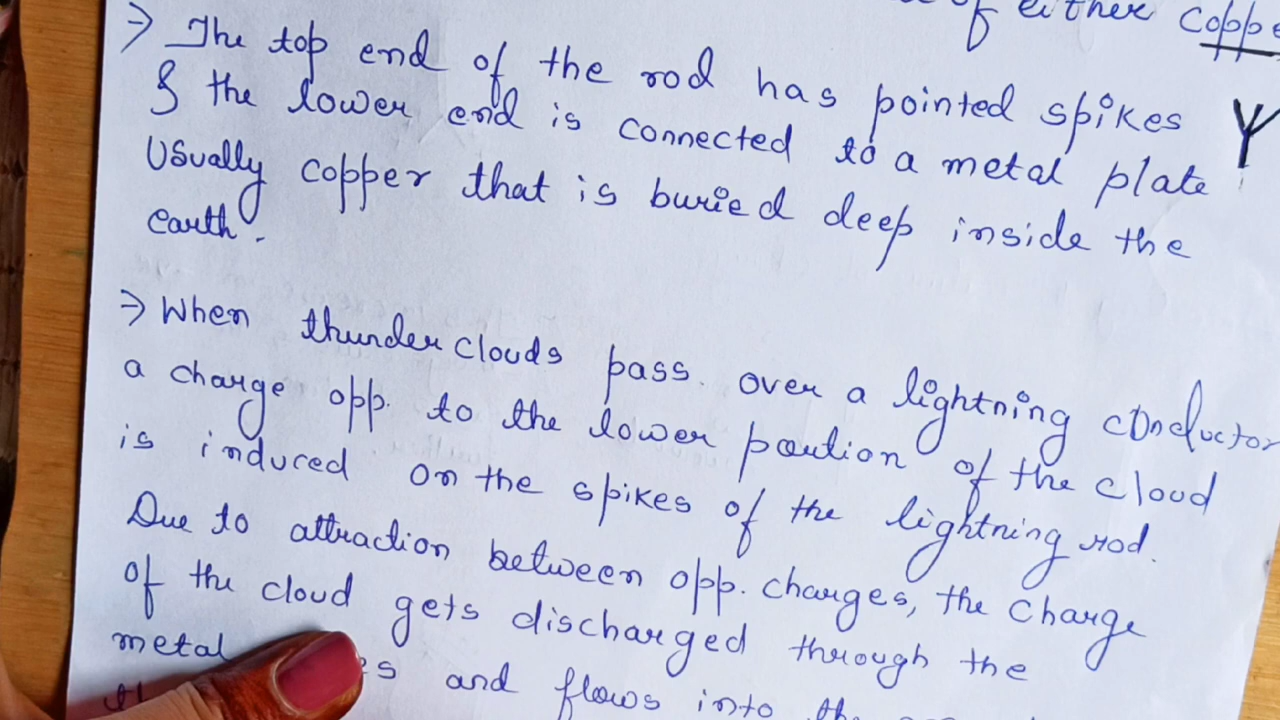 of either Coppe
→ The top end of the rod has pointed spikes
& the lower end is connected to a metal plate
Usually copper that is buried deep inside the
earth.
→ When thunder clouds pass over a lightning conductor
a charge opp. to the lower portion of the cloud
is induced on the spikes of the lightning rod.
Due to attraction between opp. charges, the charge
of the cloud gets discharged through the
metal and flows into